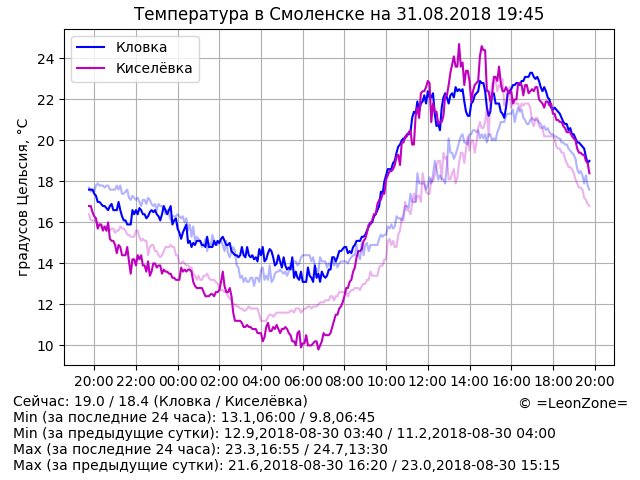 Температура в Смоленске на 31.08.2018 19:45
Кловка
Киселёвка
градусов Цельсия, °C
24
22
20
18
16
14
12
10
20:00 22:00 00:00 02:00 04:00 06:00 08:00 10:00 12:00 14:00 16:00 18:00 20:00
Сейчас: 19.0 / 18.4 (Кловка / Киселёвка)
© =LeonZone=
Min (за последние 24 часа): 13.1,06:00 / 9.8,06:45
Min (за предыдущие сутки): 12.9,2018-08-30 03:40 / 11.2,2018-08-30 04:00
Max (за последние 24 часа): 23.3,16:55 / 24.7,13:30
Max (за предыдущие сутки): 21.6,2018-08-30 16:20 / 23.0,2018-08-30 15:15